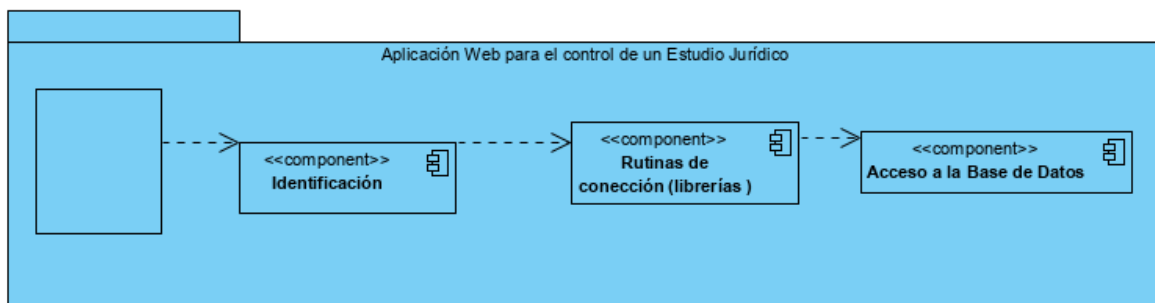 Aplicación Web para el control de un Estudio Jurídico
<<component>>
Identificación
<<component>>
Rutinas de
conección (librerías )
<<component>>
Acceso a la Base de Datos